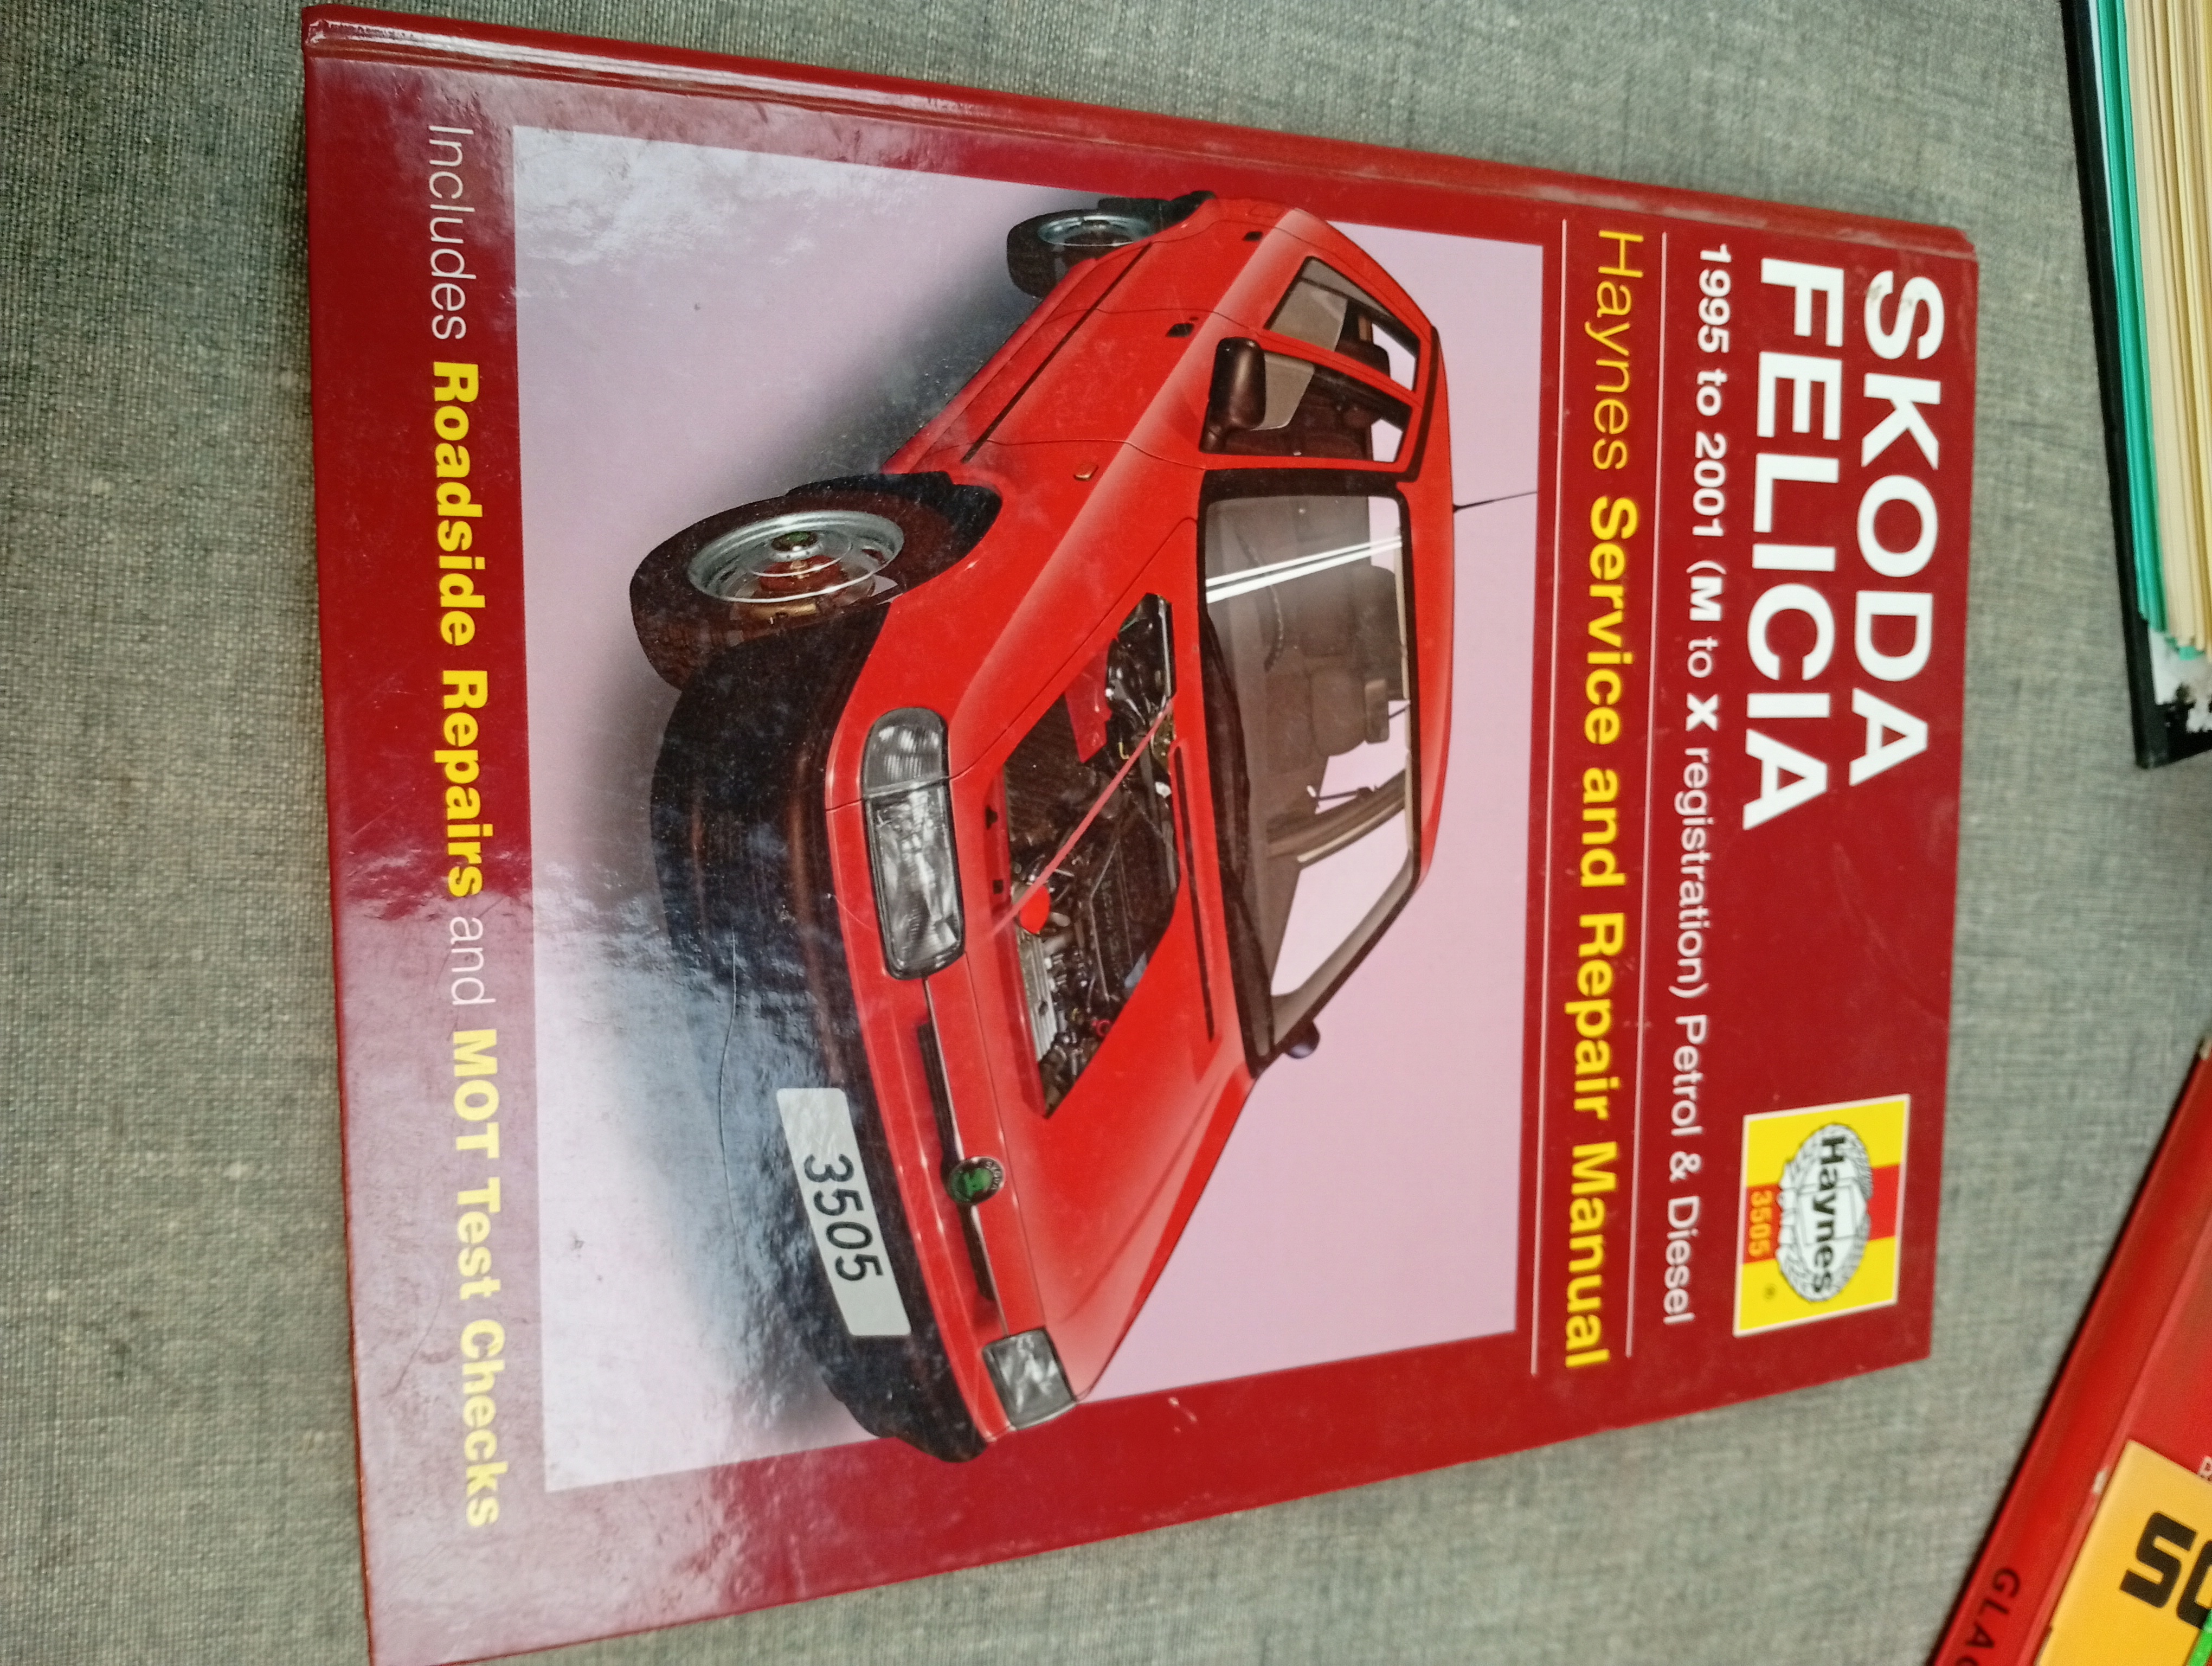 SKODA
FELICIA
1995 to 2001 (M to X registration) Petrol & Diesel
Haynes
3505
®
Haynes Service and Repair Manual
3505
Includes Roadside Repairs and MOT Test Checks